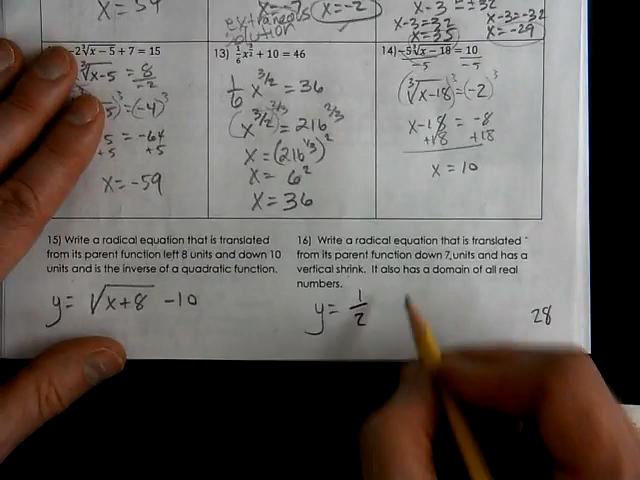 x = 59
extraneous
solution
x = -7
x = -2
x-3 = ±32
x-3=32
x=35
x-3=-32
x=-29
-2∛x - 5 + 7 = 15
∛x-5 = 8
-2
)³ = (-4)³
5 = -64
+5 +5
x = -59
13) 1/6 x^(3/2) + 10 = 46
1/6 x^(3/2) = 36
(x^(3/2))^(2/3) = 216^(2/3)
x = (216^(1/3))²
x = 6²
x = 36
14) -5∛x - 18 = 10
-5 -5
(∛x-18)³ = (-2)³
x-18 = -8
+18 +18
x = 10
15) Write a radical equation that is translated
from its parent function left 8 units and down 10
units and is the inverse of a quadratic function.
y = √x+8 -10
16) Write a radical equation that is translated
from its parent function down 7 units and has a
vertical shrink. It also has a domain of all real
numbers.
y = 1/2
28